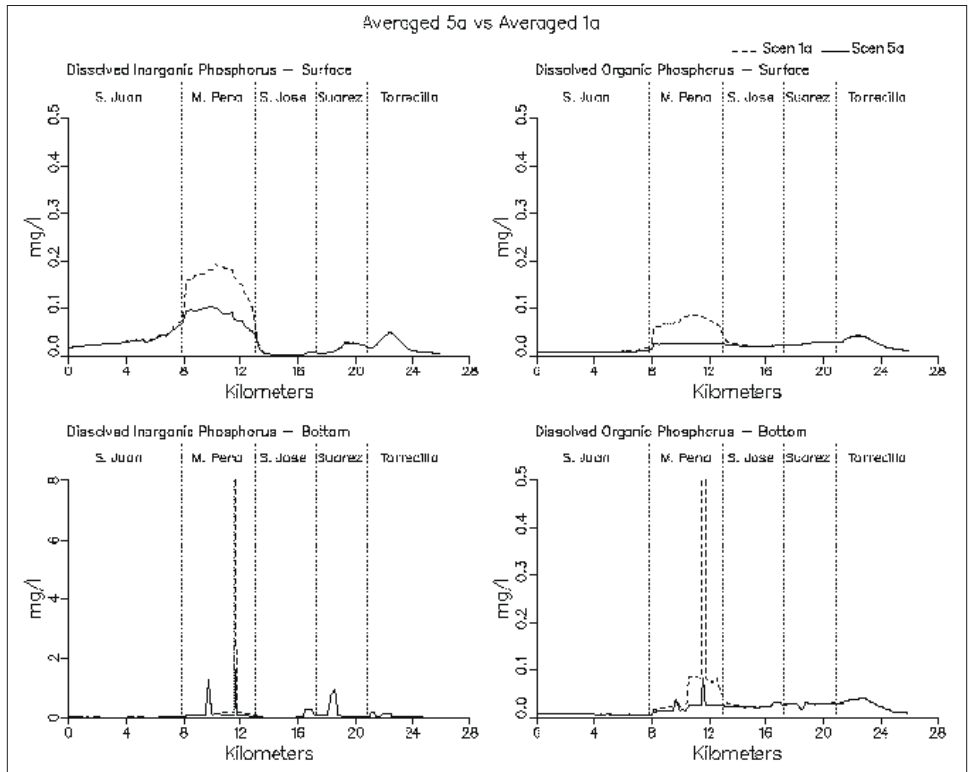 Averaged 5a vs Averaged 1a
Scen 1a Scen 5a
Dissolved Inorganic Phosphorus – Surface
S. Juan M. Pena S. Jose Suarez Torrecilla
0.5
0.4
0.3
0.2
0.1
0.0
mg/l
0 4 8 12 16 20 24 28
Kilometers
Dissolved Organic Phosphorus – Surface
S. Juan M. Pena S. Jose Suarez Torrecilla
0.5
0.4
0.3
0.2
0.1
0.0
mg/l
0 4 8 12 16 20 24 28
Kilometers
Dissolved Inorganic Phosphorus – Bottom
S. Juan M. Pena S. Jose Suarez Torrecilla
8
6
4
2
0
mg/l
0 4 8 12 16 20 24 28
Kilometers
Dissolved Organic Phosphorus – Bottom
S. Juan M. Pena S. Jose Suarez Torrecilla
0.5
0.4
0.3
0.2
0.1
0.0
mg/l
0 4 8 12 16 20 24 28
Kilometers